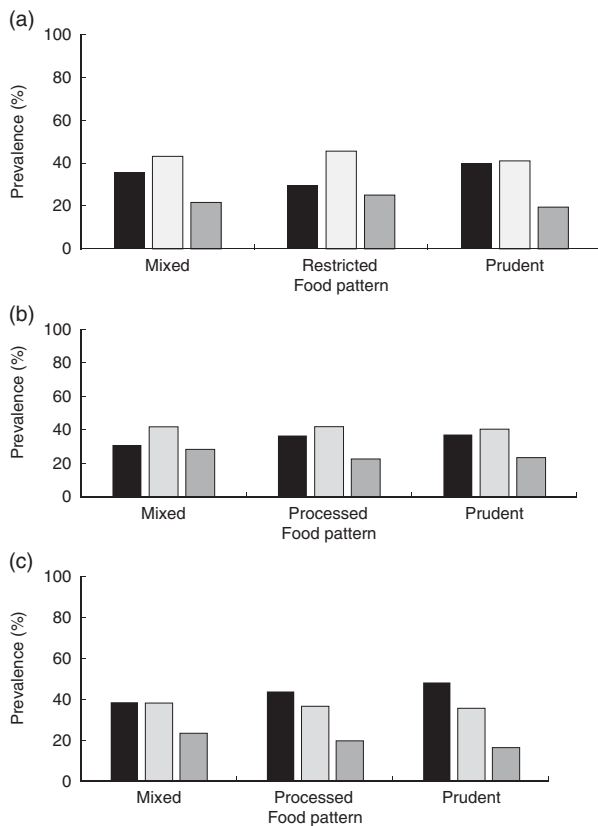 (a)
Prevalence (%)
100
80
60
40
20
0
Mixed Restricted Prudent
Food pattern
(b)
Prevalence (%)
100
80
60
40
20
0
Mixed Processed Prudent
Food pattern
(c)
Prevalence (%)
100
80
60
40
20
0
Mixed Processed Prudent
Food pattern